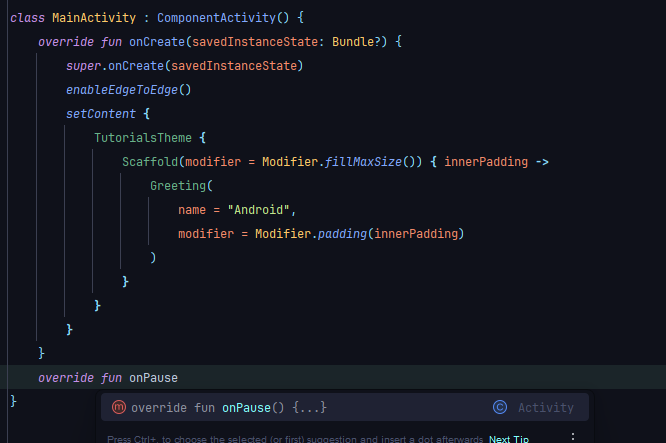 class MainActivity : ComponentActivity() {
override fun onCreate(savedInstanceState: Bundle?) {
super.onCreate(savedInstanceState)
enableEdgeToEdge()
setContent {
TutorialsTheme {
Scaffold(modifier = Modifier.fillMaxSize()) { innerPadding ->
Greeting(
name = "Android",
modifier = Modifier.padding(innerPadding)
)
}
}
}
}
override fun onPause
m override fun onPause() {...} C Activity
}
Press Ctrl+. to choose the selected (or first) suggestion and insert a dot afterwards Next Tip